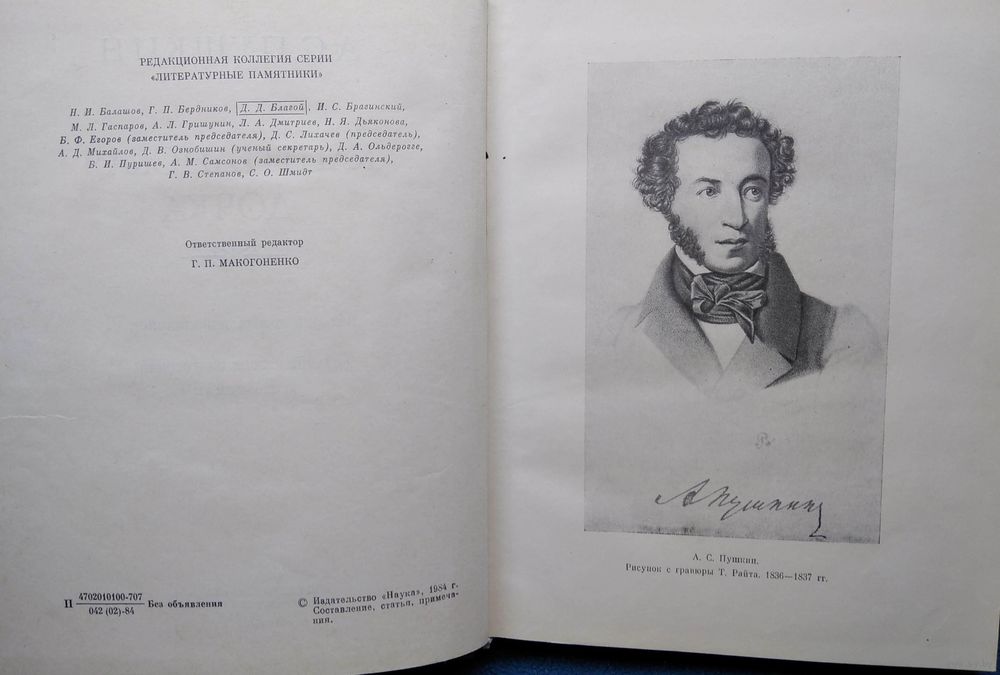 РЕДАКЦИОННАЯ КОЛЛЕГИЯ СЕРИИ
«ЛИТЕРАТУРНЫЕ ПАМЯТНИКИ»
Н. И. Балашов, Г. П. Бердников, Д. Д. Благой, И. С. Брагинский,
М. Л. Гаспаров, А. Л. Гришунин, Л. А. Дмитриев, Н. Я. Дьяконова,
Б. Ф. Егоров (заместитель председателя), Д. С. Лихачев (председатель),
А. Д. Михайлов, Д. В. Ознобишин (ученый секретарь), Д. А. Ольдерогге,
Б. И. Пуришев, А. М. Самсонов (заместитель председателя),
Г. В. Степанов, С. О. Шмидт
Ответственный редактор
Г. П. МАКОГОНЕНКО
П 4702010100-707
042 (02)-84 Без объявления
© Издательство «Наука», 1984 г.
Составление, статьи, примеча-
ния.
А Пушкин
А. С. Пушкин.
Рисунок с гравюры Т. Райта. 1836—1837 гг.